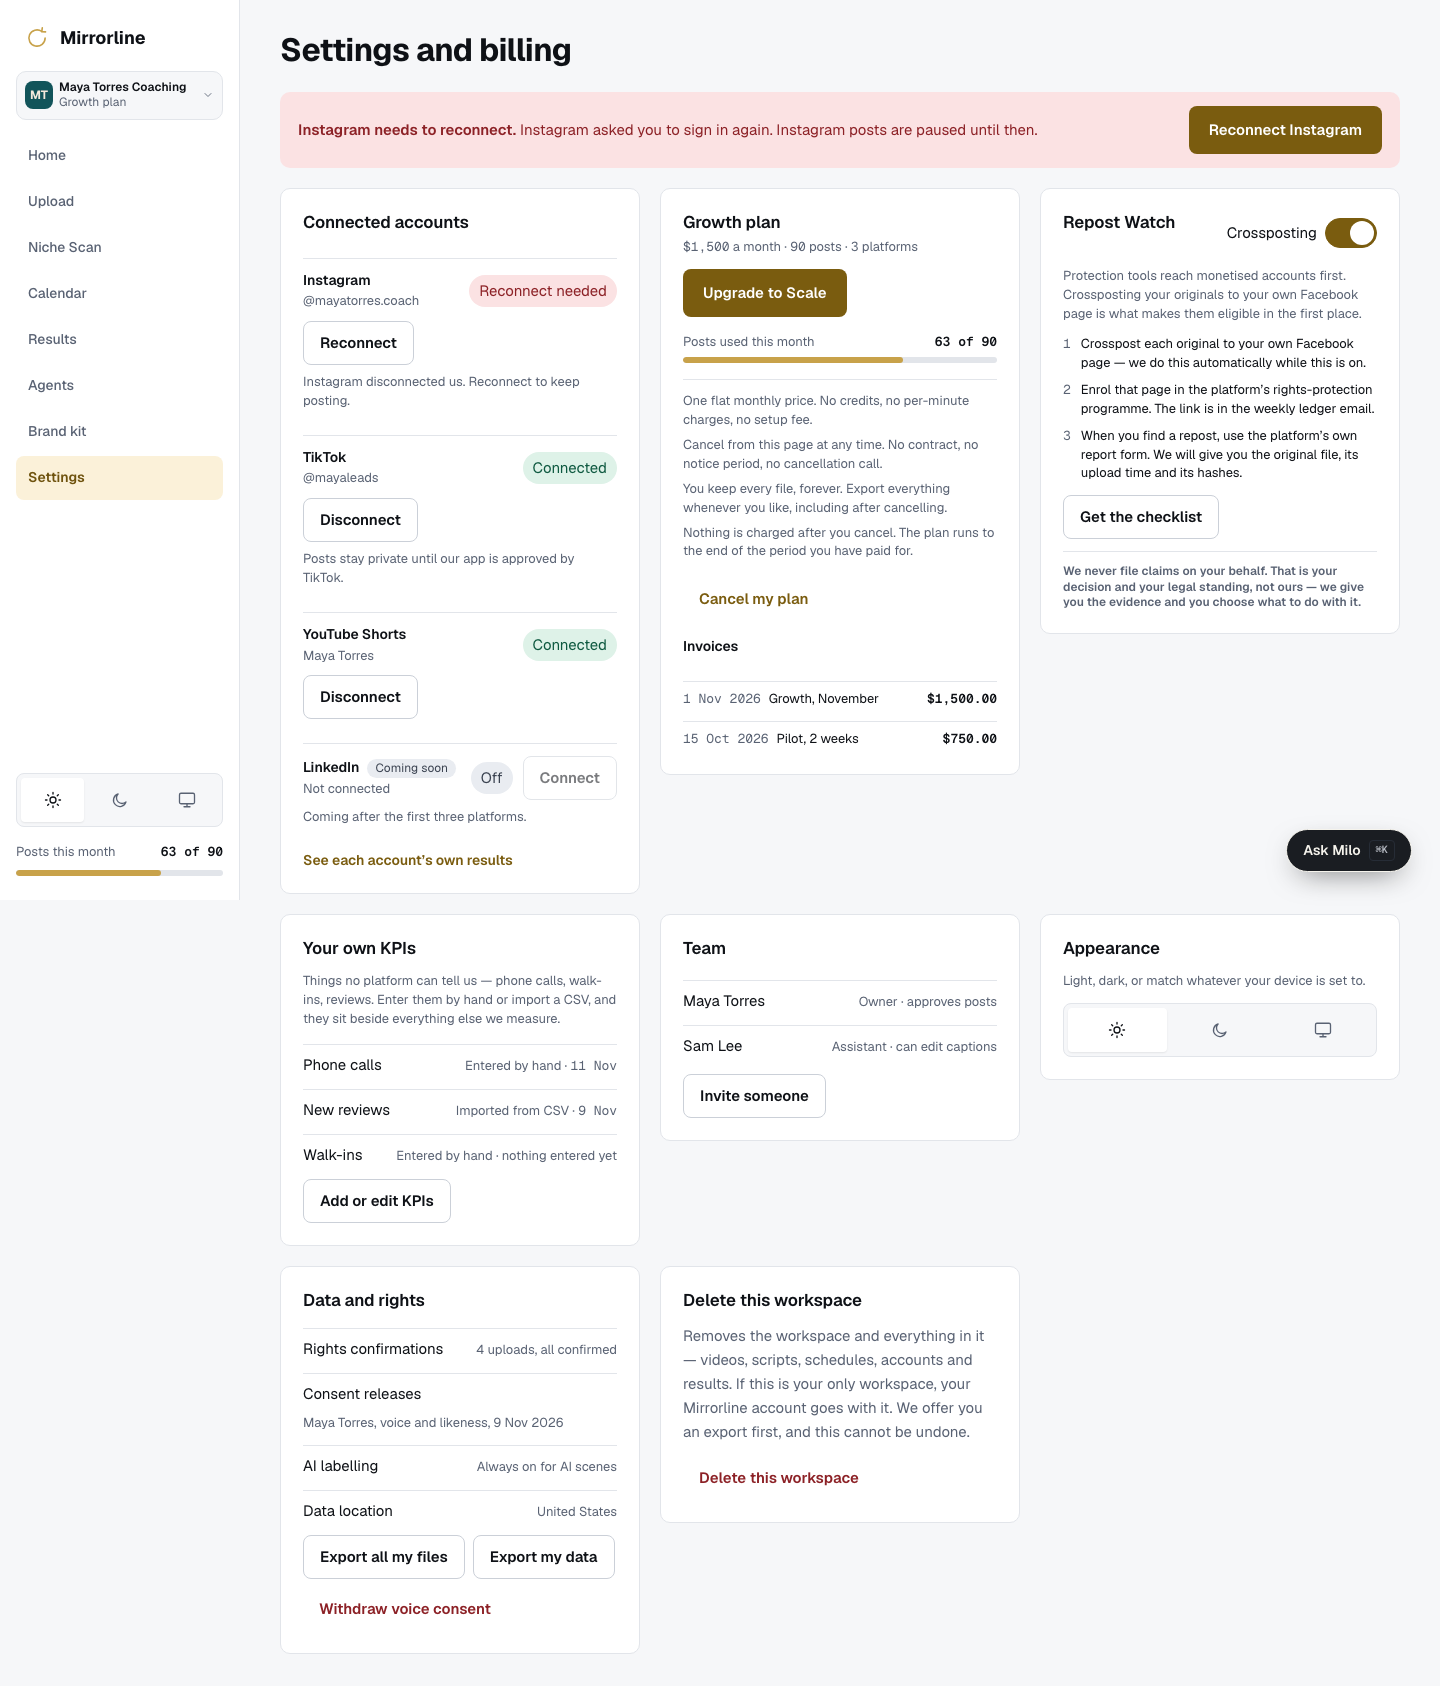 Mirrorline
MT
Maya Torres Coaching
Growth plan
Home
Upload
Niche Scan
Calendar
Results
Agents
Brand kit
Settings
Posts this month 63 of 90
Settings and billing
Instagram needs to reconnect. Instagram asked you to sign in again. Instagram posts are paused until then.
Reconnect Instagram
Connected accounts
Instagram
@mayatorres.coach
Reconnect needed
Reconnect
Instagram disconnected us. Reconnect to keep
posting.
TikTok
@mayaleads
Connected
Disconnect
Posts stay private until our app is approved by
TikTok.
YouTube Shorts
Maya Torres
Connected
Disconnect
LinkedIn Coming soon
Not connected
Off
Connect
Coming after the first three platforms.
See each account's own results
Growth plan
$1,500 a month · 90 posts · 3 platforms
Upgrade to Scale
Posts used this month 63 of 90
One flat monthly price. No credits, no per-minute
charges, no setup fee.
Cancel from this page at any time. No contract, no
notice period, no cancellation call.
You keep every file, forever. Export everything
whenever you like, including after cancelling.
Nothing is charged after you cancel. The plan runs to
the end of the period you have paid for.
Cancel my plan
Invoices
1 Nov 2026 Growth, November $1,500.00
15 Oct 2026 Pilot, 2 weeks $750.00
Repost Watch
Crossposting
Protection tools reach monetised accounts first.
Crossposting your originals to your own Facebook
page is what makes them eligible in the first place.
1 Crosspost each original to your own Facebook
page — we do this automatically while this is on.
2 Enrol that page in the platform's rights-protection
programme. The link is in the weekly ledger email.
3 When you find a repost, use the platform's own
report form. We will give you the original file, its
upload time and its hashes.
Get the checklist
We never file claims on your behalf. That is your
decision and your legal standing, not ours — we give
you the evidence and you choose what to do with it.
Ask Milo ⌘K
Your own KPIs
Things no platform can tell us — phone calls, walk-
ins, reviews. Enter them by hand or import a CSV, and
they sit beside everything else we measure.
Phone calls Entered by hand · 11 Nov
New reviews Imported from CSV · 9 Nov
Walk-ins Entered by hand · nothing entered yet
Add or edit KPIs
Team
Maya Torres Owner · approves posts
Sam Lee Assistant · can edit captions
Invite someone
Appearance
Light, dark, or match whatever your device is set to.
Data and rights
Rights confirmations 4 uploads, all confirmed
Consent releases
Maya Torres, voice and likeness, 9 Nov 2026
AI labelling Always on for AI scenes
Data location United States
Export all my files
Export my data
Withdraw voice consent
Delete this workspace
Removes the workspace and everything in it
— videos, scripts, schedules, accounts and
results. If this is your only workspace, your
Mirrorline account goes with it. We offer you
an export first, and this cannot be undone.
Delete this workspace